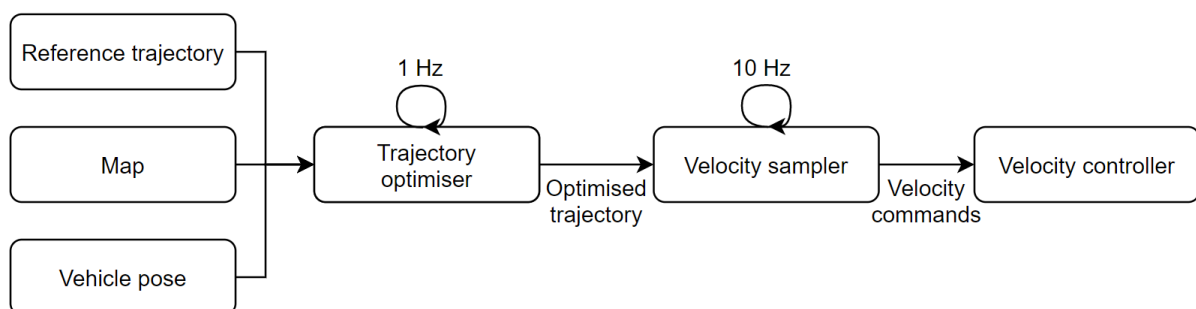 Reference trajectory
1 Hz
10 Hz
Map
Trajectory
optimiser
Velocity sampler
Velocity controller
Optimised
trajectory
Velocity
commands
Vehicle pose